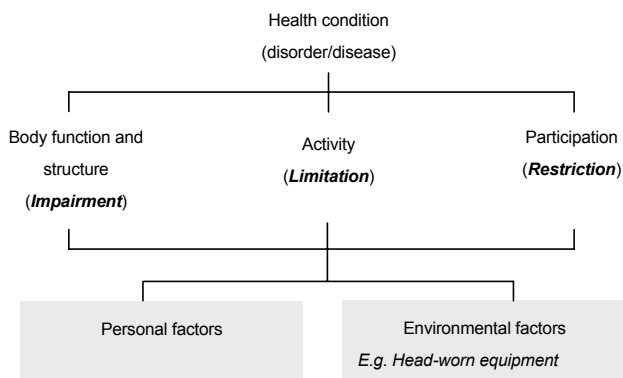 Health condition
(disorder/disease)
Body function and
structure
(Impairment)
Activity
(Limitation)
Participation
(Restriction)
Personal factors
Environmental factors
E.g. Head-worn equipment